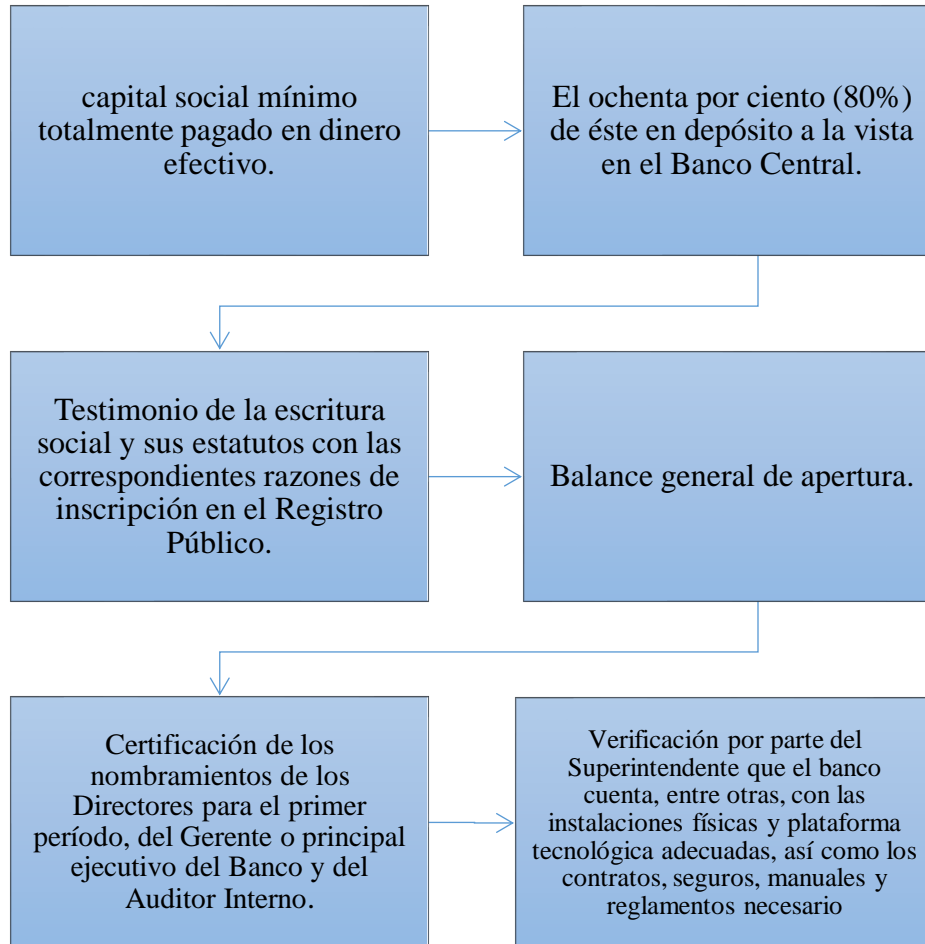 capital social mínimo
totalmente pagado en dinero
efectivo.
El ochenta por ciento (80%)
de éste en depósito a la vista
en el Banco Central.
Testimonio de la escritura
social y sus estatutos con las
correspondientes razones de
inscripción en el Registro
Público.
Balance general de apertura.
Certificación de los
nombramientos de los
Directores para el primer
período, del Gerente o principal
ejecutivo del Banco y del
Auditor Interno.
Verificación por parte del
Superintendente que el banco
cuenta, entre otras, con las
instalaciones físicas y plataforma
tecnológica adecuadas, así como los
contratos, seguros, manuales y
reglamentos necesario